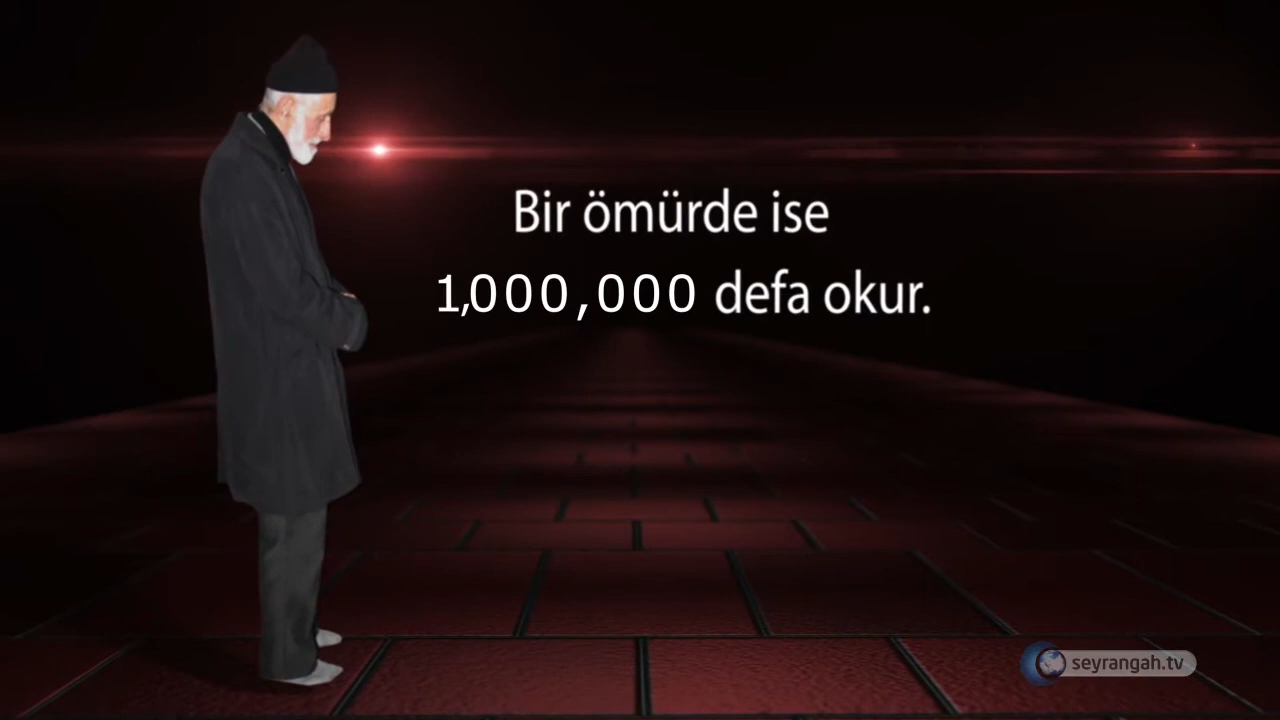 Bir ömürde ise
1,000,000 defa okur.
seyrangah.tv